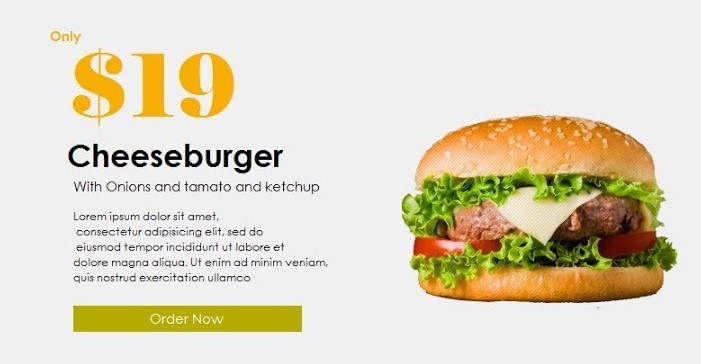 Only
$19
Cheeseburger
With Onions and tamato and ketchup
Lorem ipsum dolor sit amet,
consectetur adipisicing elit, sed do
eiusmod tempor incididunt ut labore et
dolore magna aliqua. Ut enim ad minim veniam,
quis nostrud exercitation ullamco
Order Now